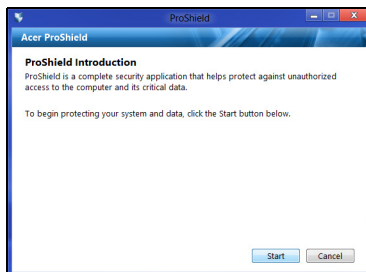 ProShield
Acer ProShield
ProShield Introduction
ProShield is a complete security application that helps protect against unauthorized
access to the computer and its critical data.
To begin protecting your system and data, click the Start button below.
Start Cancel